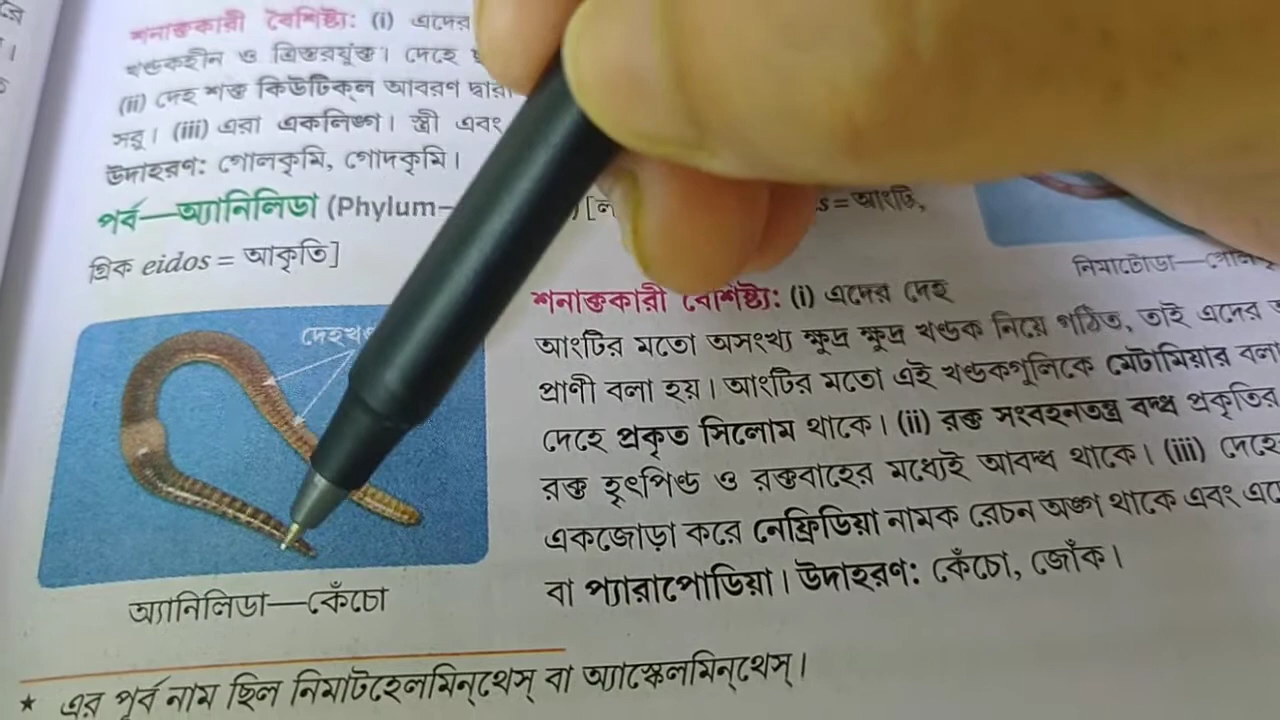 শনাক্তকারী বৈশিষ্ট্য: (i) এদের
খণ্ডকহীন ও ত্রিস্তরযুক্ত। দেহে
(ii) দেহ শক্ত কিউটিক্‌ল আবরণ দ্বারা
সরু। (iii) এরা একলিঙ্গ। স্ত্রী এবং
উদাহরণ: গোলকৃমি, গোদকৃমি।
পর্ব—অ্যানিলিডা (Phylum–
= আংটি,
গ্রিক eidos = আকৃতি]
নিমাটোডা—
শনাক্তকারী বৈশিষ্ট্য: (i) এদের দেহ
আংটির মতো অসংখ্য ক্ষুদ্র ক্ষুদ্র খণ্ডক নিয়ে গঠিত, তাই এদের
প্রাণী বলা হয়। আংটির মতো এই খণ্ডকগুলিকে মেটামিয়ার বলা
দেহে প্রকৃত সিলোম থাকে। (ii) রক্ত সংবহনতন্ত্র বদ্ধ প্রকৃতির
রক্ত হৃৎপিণ্ড ও রক্তবাহের মধ্যেই আবদ্ধ থাকে। (iii) দেহে
একজোড়া করে নেফ্রিডিয়া নামক রেচন অঙ্গ থাকে এবং
বা প্যারাপোডিয়া। উদাহরণ: কেঁচো, জোঁক।
অ্যানিলিডা—কেঁচো
★ এর পূর্ব নাম ছিল নিমাটহেলমিন্‌থেস্ বা অ্যাস্কেলমিন্‌থেস্।